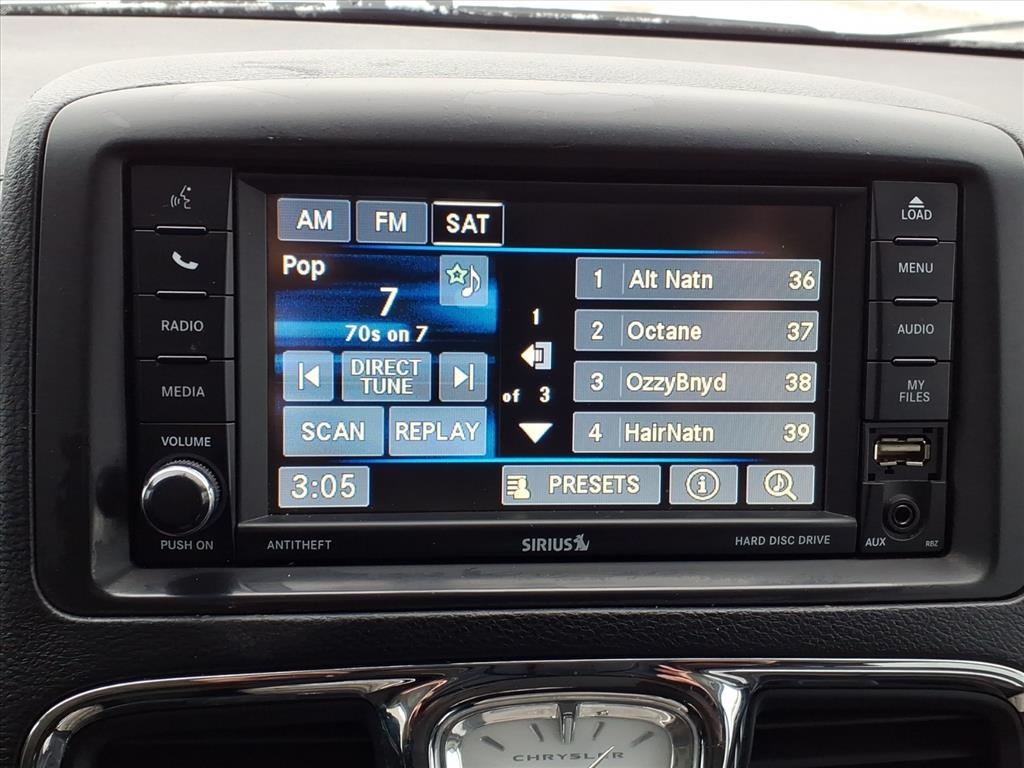 AM FM SAT
LOAD
Pop
7
70s on 7
DIRECT
TUNE
SCAN REPLAY
3:05
1
of 3
1 Alt Natn 36
2 Octane 37
3 OzzyBnyd 38
4 HairNatn 39
PRESETS
RADIO
MEDIA
VOLUME
PUSH ON
MENU
AUDIO
MY
FILES
AUX
RBZ
ANTITHEFT
SIRIUS
HARD DISC DRIVE
CHRYSLER